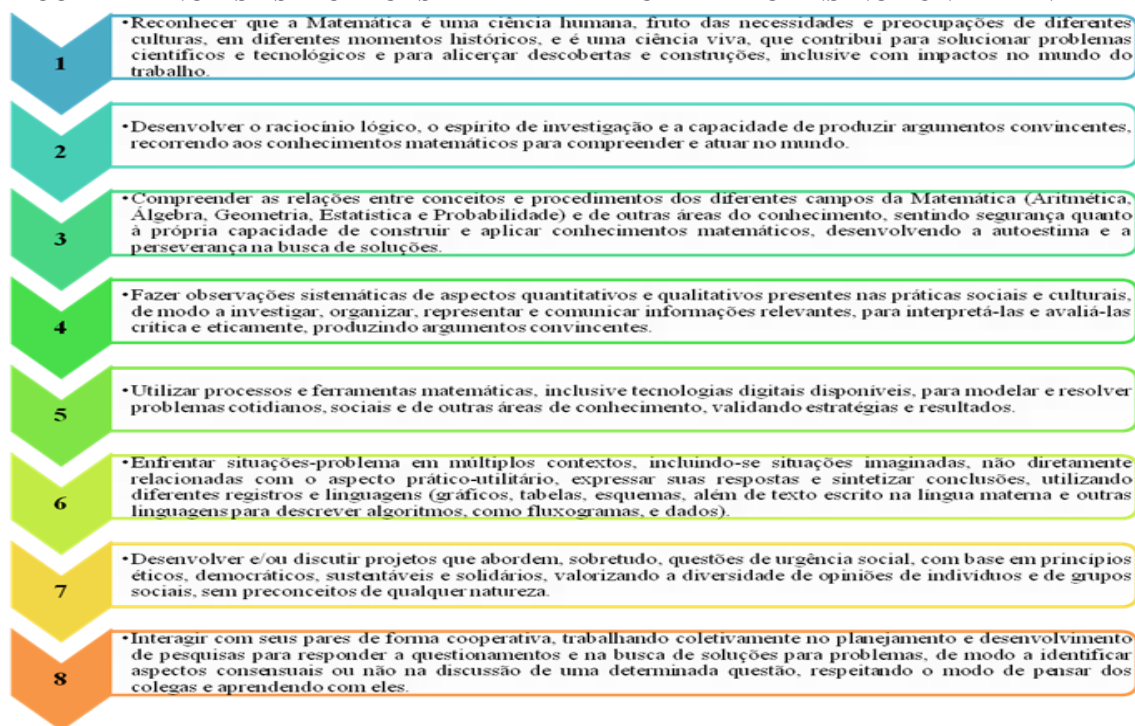 1
•Reconhecer que a Matemática é uma ciência humana, fruto das necessidades e preocupações de diferentes
culturas, em diferentes momentos históricos, e é uma ciência viva, que contribui para solucionar problemas
científicos e tecnológicos e para alicerçar descobertas e construções, inclusive com impactos no mundo do
trabalho.
2
•Desenvolver o raciocínio lógico, o espírito de investigação e a capacidade de produzir argumentos convincentes,
recorrendo aos conhecimentos matemáticos para compreender e atuar no mundo.
3
•Compreender as relações entre conceitos e procedimentos dos diferentes campos da Matemática (Aritmética,
Álgebra, Geometria, Estatística e Probabilidade) e de outras áreas do conhecimento, sentindo segurança quanto
à própria capacidade de construir e aplicar conhecimentos matemáticos, desenvolvendo a autoestima e a
perseverança na busca de soluções.
4
•Fazer observações sistemáticas de aspectos quantitativos e qualitativos presentes nas práticas sociais e culturais,
de modo a investigar, organizar, representar e comunicar informações relevantes, para interpretá-las e avaliá-las
crítica e eticamente, produzindo argumentos convincentes.
5
•Utilizar processos e ferramentas matemáticas, inclusive tecnologias digitais disponíveis, para modelar e resolver
problemas cotidianos, sociais e de outras áreas de conhecimento, validando estratégias e resultados.
6
•Enfrentar situações-problema em múltiplos contextos, incluindo-se situações imaginadas, não diretamente
relacionadas com o aspecto prático-utilitário, expressar suas respostas e sintetizar conclusões, utilizando
diferentes registros e linguagens (gráficos, tabelas, esquemas, além de texto escrito na língua materna e outras
linguagens para descrever algoritmos, como fluxogramas, e dados).
7
•Desenvolver e/ou discutir projetos que abordem, sobretudo, questões de urgência social, com base em princípios
éticos, democráticos, sustentáveis e solidários, valorizando a diversidade de opiniões de indivíduos e de grupos
sociais, sem preconceitos de qualquer natureza.
8
•Interagir com seus pares de forma cooperativa, trabalhando coletivamente no planejamento e desenvolvimento
de pesquisas para responder a questionamentos e na busca de soluções para problemas, de modo a identificar
aspectos consensuais ou não na discussão de uma determinada questão, respeitando o modo de pensar dos
colegas e aprendendo com eles.